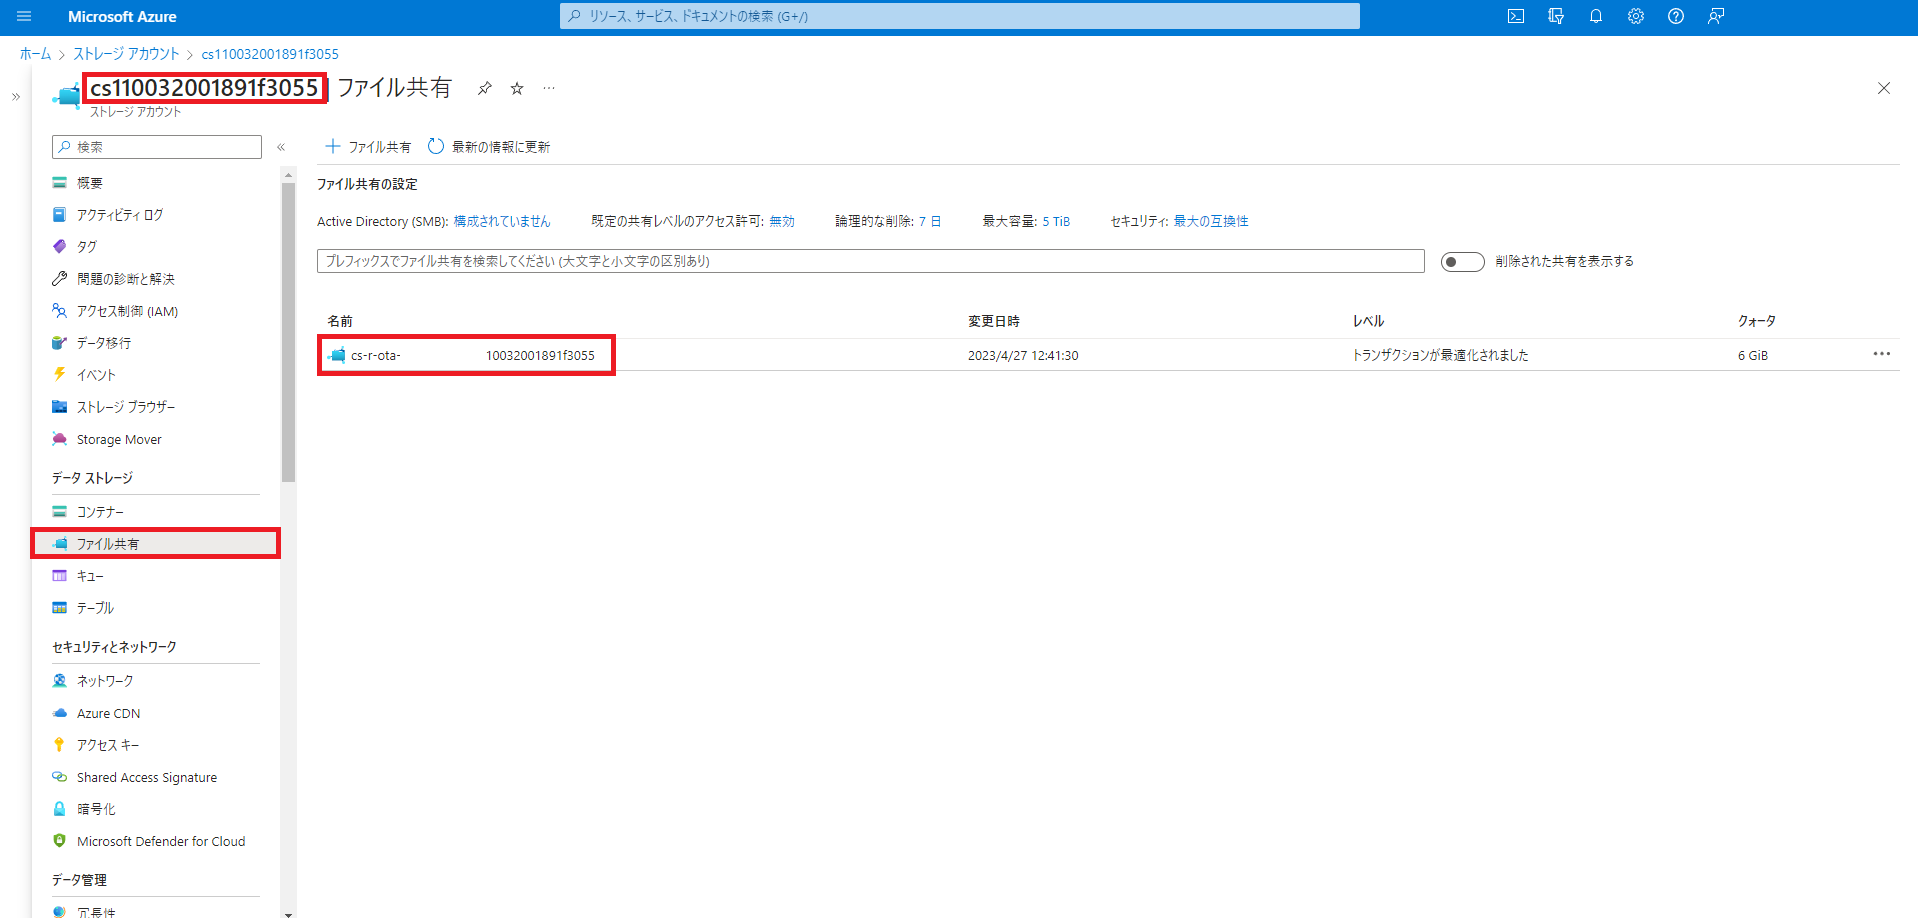 Microsoft Azure
リソース、サービス、ドキュメントの検索 (G+/)
ホーム > ストレージ アカウント > cs110032001891f3055
cs110032001891f3055 | ファイル共有
ストレージ アカウント
検索
概要
アクティビティ ログ
タグ
問題の診断と解決
アクセス制御 (IAM)
データ移行
イベント
ストレージ ブラウザー
Storage Mover
データ ストレージ
コンテナー
ファイル共有
キュー
テーブル
セキュリティとネットワーク
ネットワーク
Azure CDN
アクセス キー
Shared Access Signature
暗号化
Microsoft Defender for Cloud
データ管理
冗長性
ファイル共有 最新の情報に更新
ファイル共有の設定
Active Directory (SMB): 構成されていません 既定の共有レベルのアクセス許可: 無効 論理的な削除: 7 日 最大容量: 5 TiB セキュリティ: 最大の互換性
プレフィックスでファイル共有を検索してください (大文字と小文字の区別あり) 削除された共有を表示する
名前 変更日時 レベル クォータ
cs-r-ota- 10032001891f3055 2023/4/27 12:41:30 トランザクションが最適化されました 6 GiB